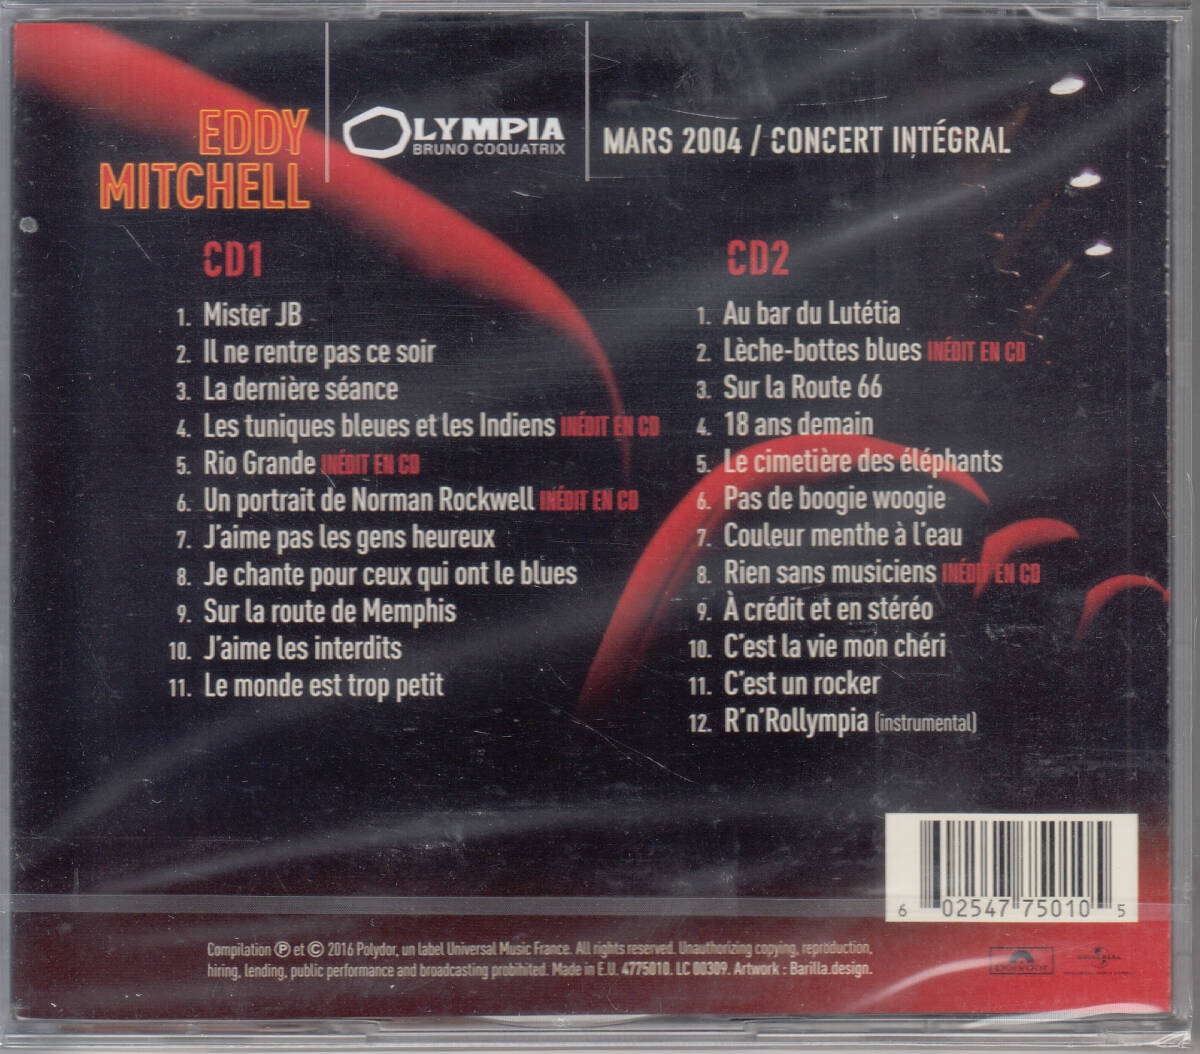 EDDY
MITCHELL
OLYMPIA
BRUNO COQUATRIX
MARS 2004 / CONCERT INTÉGRAL
CD1
1. Mister JB
2. Il ne rentre pas ce soir
3. La dernière séance
4. Les tuniques bleues et les Indiens INÉDIT EN CD
5. Rio Grande INÉDIT EN CD
6. Un portrait de Norman Rockwell INÉDIT EN CD
7. J'aime pas les gens heureux
8. Je chante pour ceux qui ont le blues
9. Sur la route de Memphis
10. J'aime les interdits
11. Le monde est trop petit
CD2
1. Au bar du Lutétia
2. Lèche-bottes blues INÉDIT EN CD
3. Sur la Route 66
4. 18 ans demain
5. Le cimetière des éléphants
6. Pas de boogie woogie
7. Couleur menthe à l'eau
8. Rien sans musiciens INÉDIT EN CD
9. À crédit et en stéréo
10. C'est la vie mon chéri
11. C'est un rocker
12. R'n'Rollympia (instrumental)
6 02547 75010 5
Compilation ℗ et © 2016 Polydor, un label Universal Music France. All rights reserved. Unauthorizing copying, reproduction,
hiring, lending, public performance and broadcasting prohibited. Made in E.U. 4775010. LC 00309. Artwork : Barilla.design.
polydor
UNIVERSAL